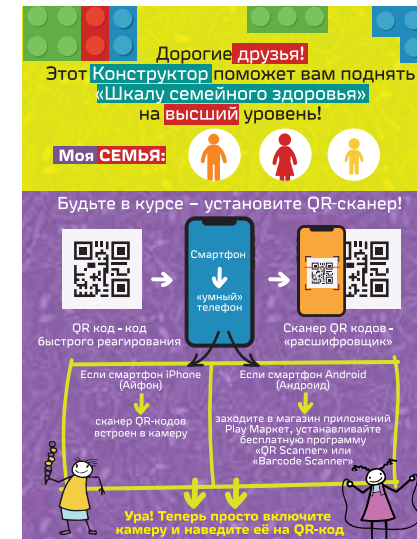 Дорогие друзья!
Этот Конструктор поможет вам поднять
«Шкалу семейного здоровья»
на высший уровень!
Моя СЕМЬЯ:
Будьте в курсе – установите QR-сканер!
Смартфон
«умный»
телефон
QR код - код
быстрого реагирования
Сканер QR кодов -
«расшифровщик»
Если смартфон iPhone
(Айфон)
сканер QR-кодов
встроен в камеру
Если смартфон Android
(Андроид)
заходите в магазин приложений
Play Маркет, устанавливайте
бесплатную программу
«QR Scanner» или
«Barcode Scanner»
Ура! Теперь просто включите
камеру и наведите её на QR-код